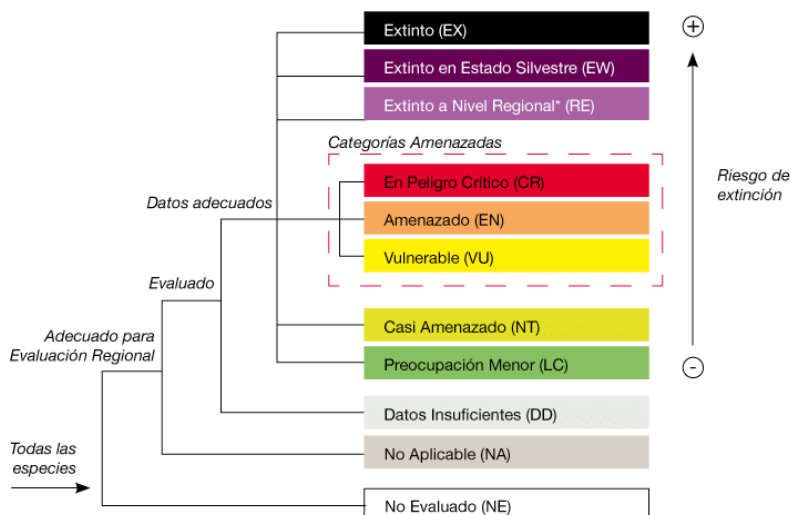 Extinto (EX)
+
Extinto en Estado Silvestre (EW)
Extinto a Nivel Regional* (RE)
Categorías Amenazadas
En Peligro Crítico (CR)
Riesgo de
extinción
Datos adecuados
Amenazado (EN)
Vulnerable (VU)
Evaluado
Casi Amenazado (NT)
Adecuado para
Evaluación Regional
Preocupación Menor (LC)
-
Datos Insuficientes (DD)
Todas las
especies
No Aplicable (NA)
No Evaluado (NE)